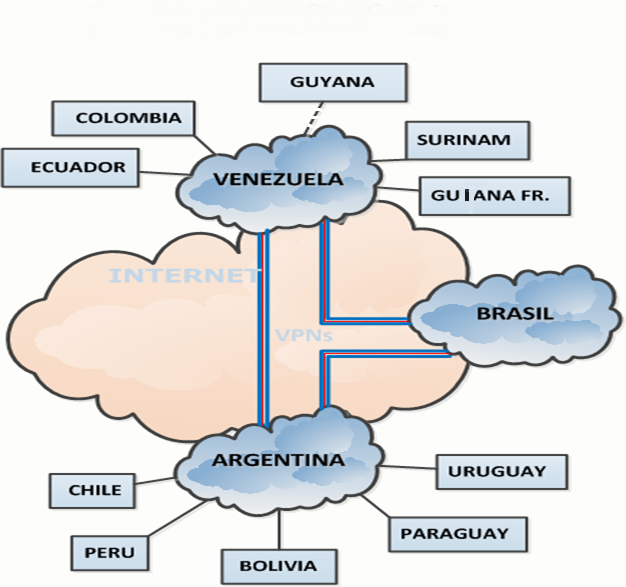 GUYANA
COLOMBIA
SURINAM
ECUADOR
VENEZUELA
GUIANA FR.
INTERNET
BRASIL
VPNs
ARGENTINA
URUGUAY
CHILE
PARAGUAY
PERU
BOLIVIA